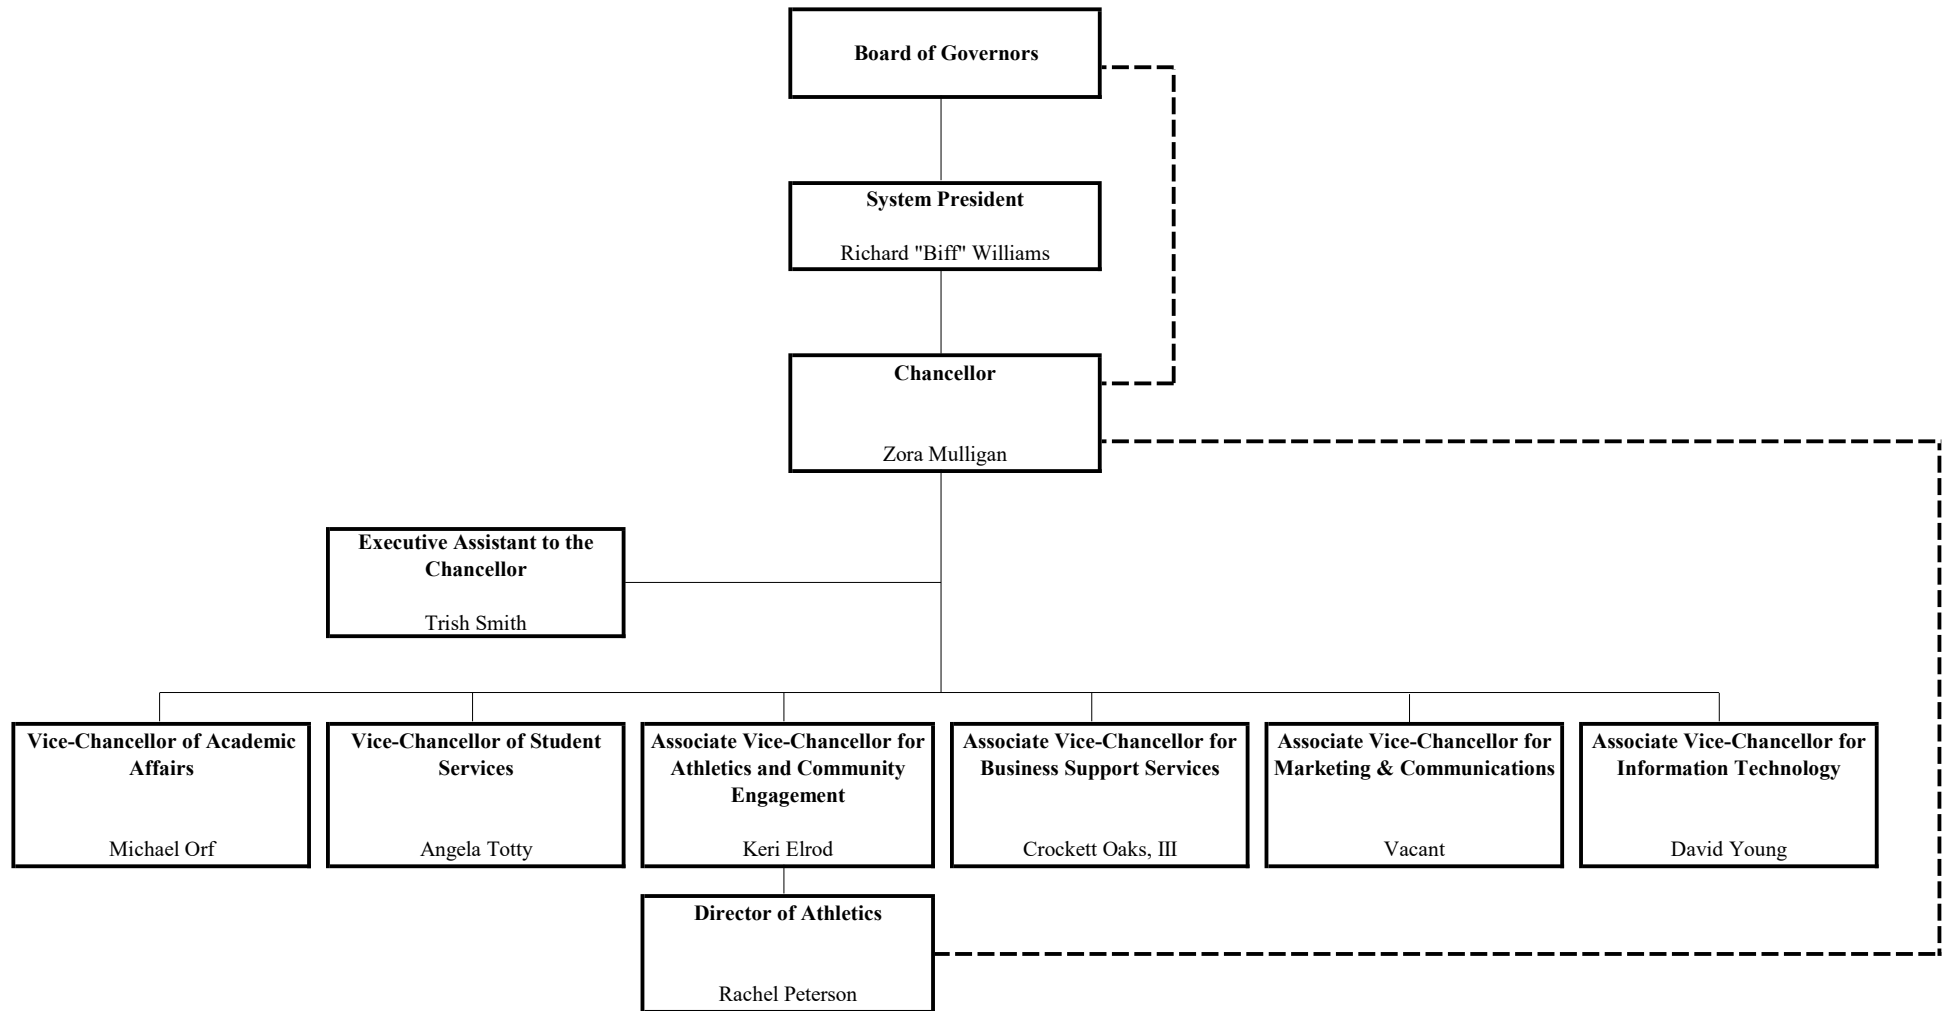 Board of Governors
System President
Richard "Biff" Williams
Chancellor
Zora Mulligan
Executive Assistant to the
Chancellor
Trish Smith
Vice-Chancellor of Academic
Affairs
Michael Orf
Vice-Chancellor of Student
Services
Angela Totty
Associate Vice-Chancellor for
Athletics and Community
Engagement
Keri Elrod
Associate Vice-Chancellor for
Business Support Services
Crockett Oaks, III
Associate Vice-Chancellor for
Marketing & Communications
Vacant
Associate Vice-Chancellor for
Information Technology
David Young
Director of Athletics
Rachel Peterson